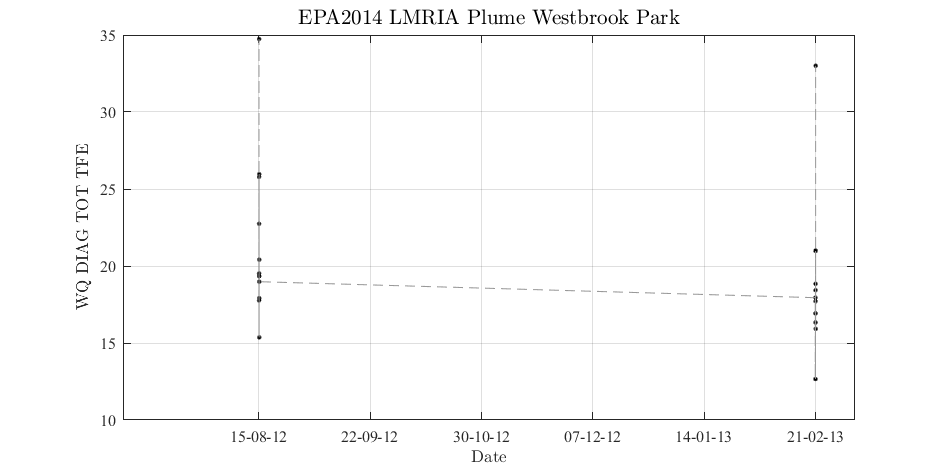 EPA2014 LMRIA Plume Westbrook Park
35
30
25
20
15
10
WQ DIAG TOT TFE
15-08-12 22-09-12 30-10-12 07-12-12 14-01-13 21-02-13
Date